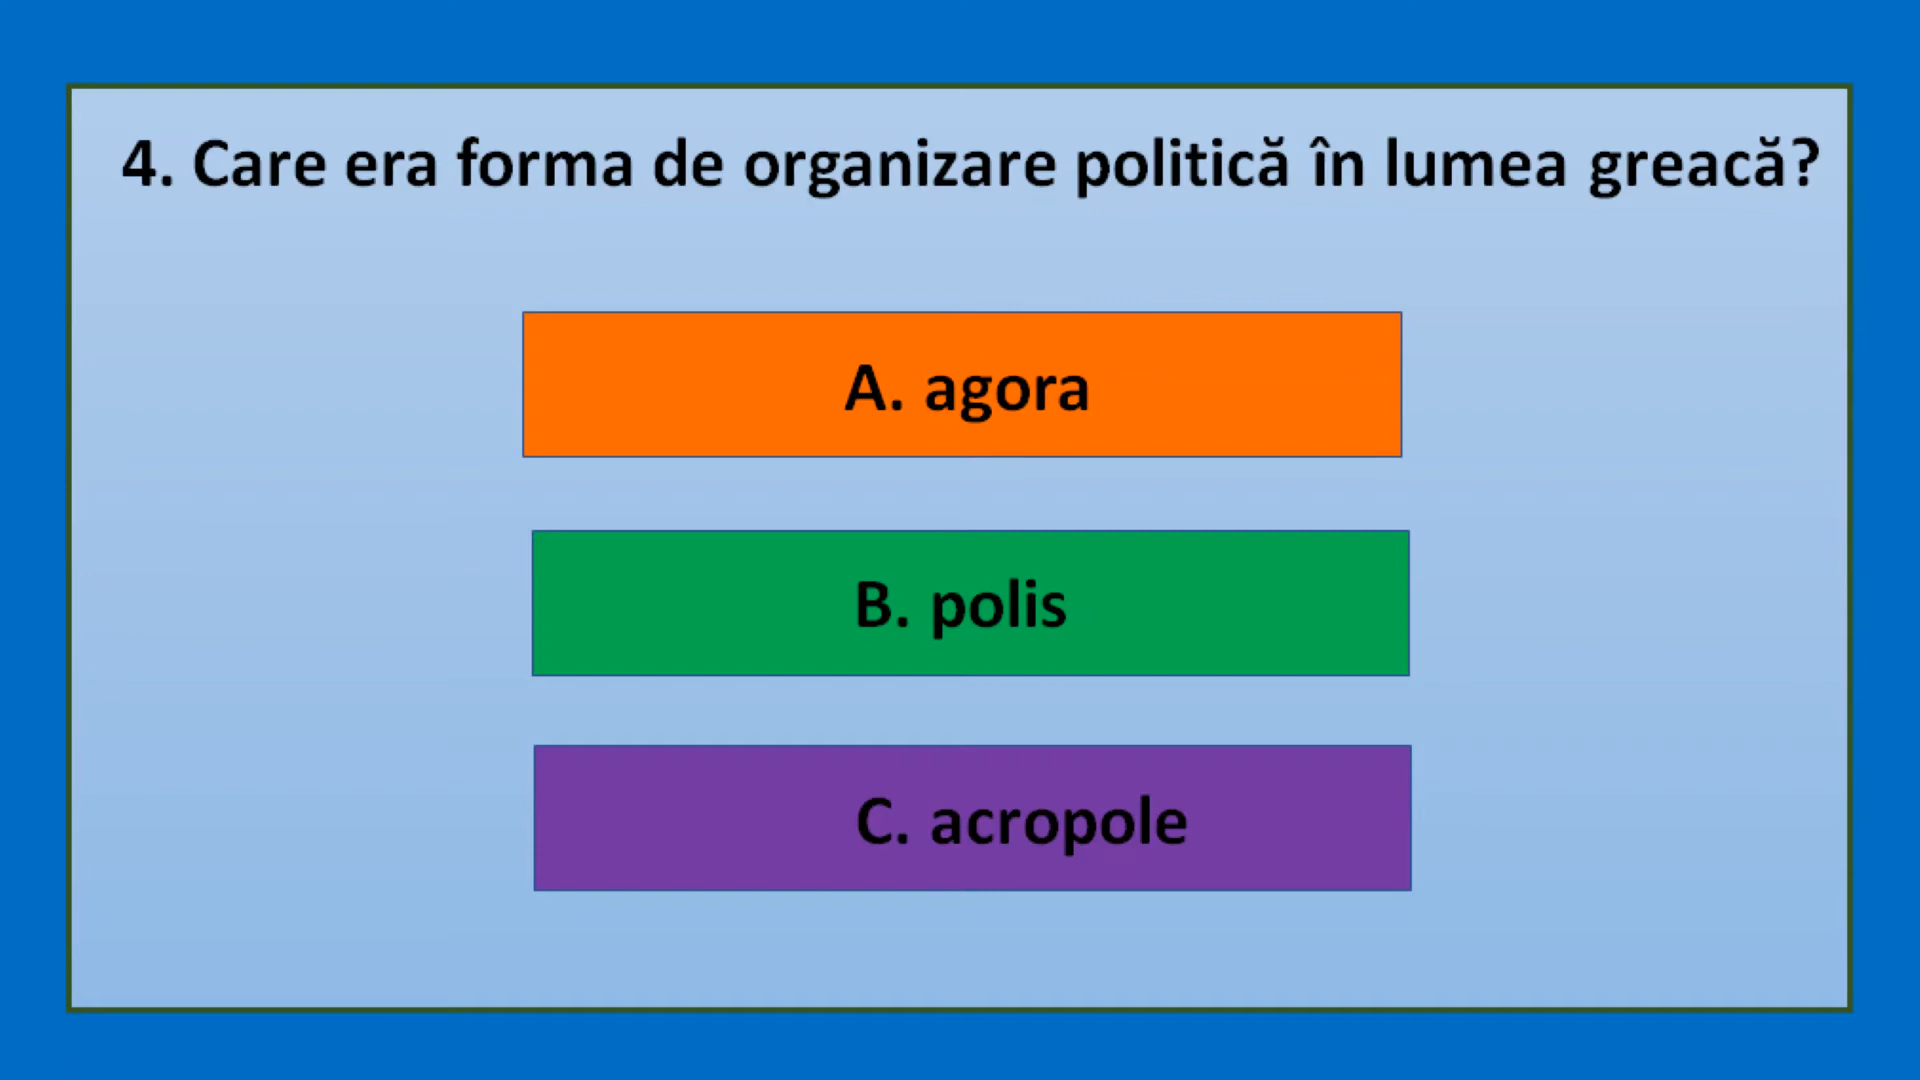 4. Care era forma de organizare politică în lumea greacă?
A. agora
B. polis
C. acropole